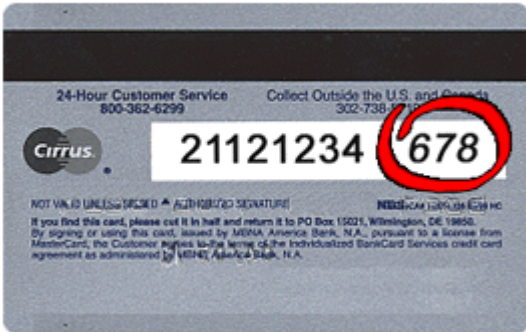 24-Hour Customer Service
800-362-6299
Collect Outside the U.S. and Canada
302-738-
Cirrus.
21121234 678
NOT VALID UNLESS SIGNED AUTHORIZED SIGNATURE
If you find this card, please cut it in half and return it to PO Box 15021, Wilmington, DE 19850.
By signing or using this card, issued by MBNA America Bank, N.A., pursuant to a license from
MasterCard, the Customer agrees to the terms of the Individualized BankCard Services credit card
agreement as administered by MBNA America Bank, N.A.